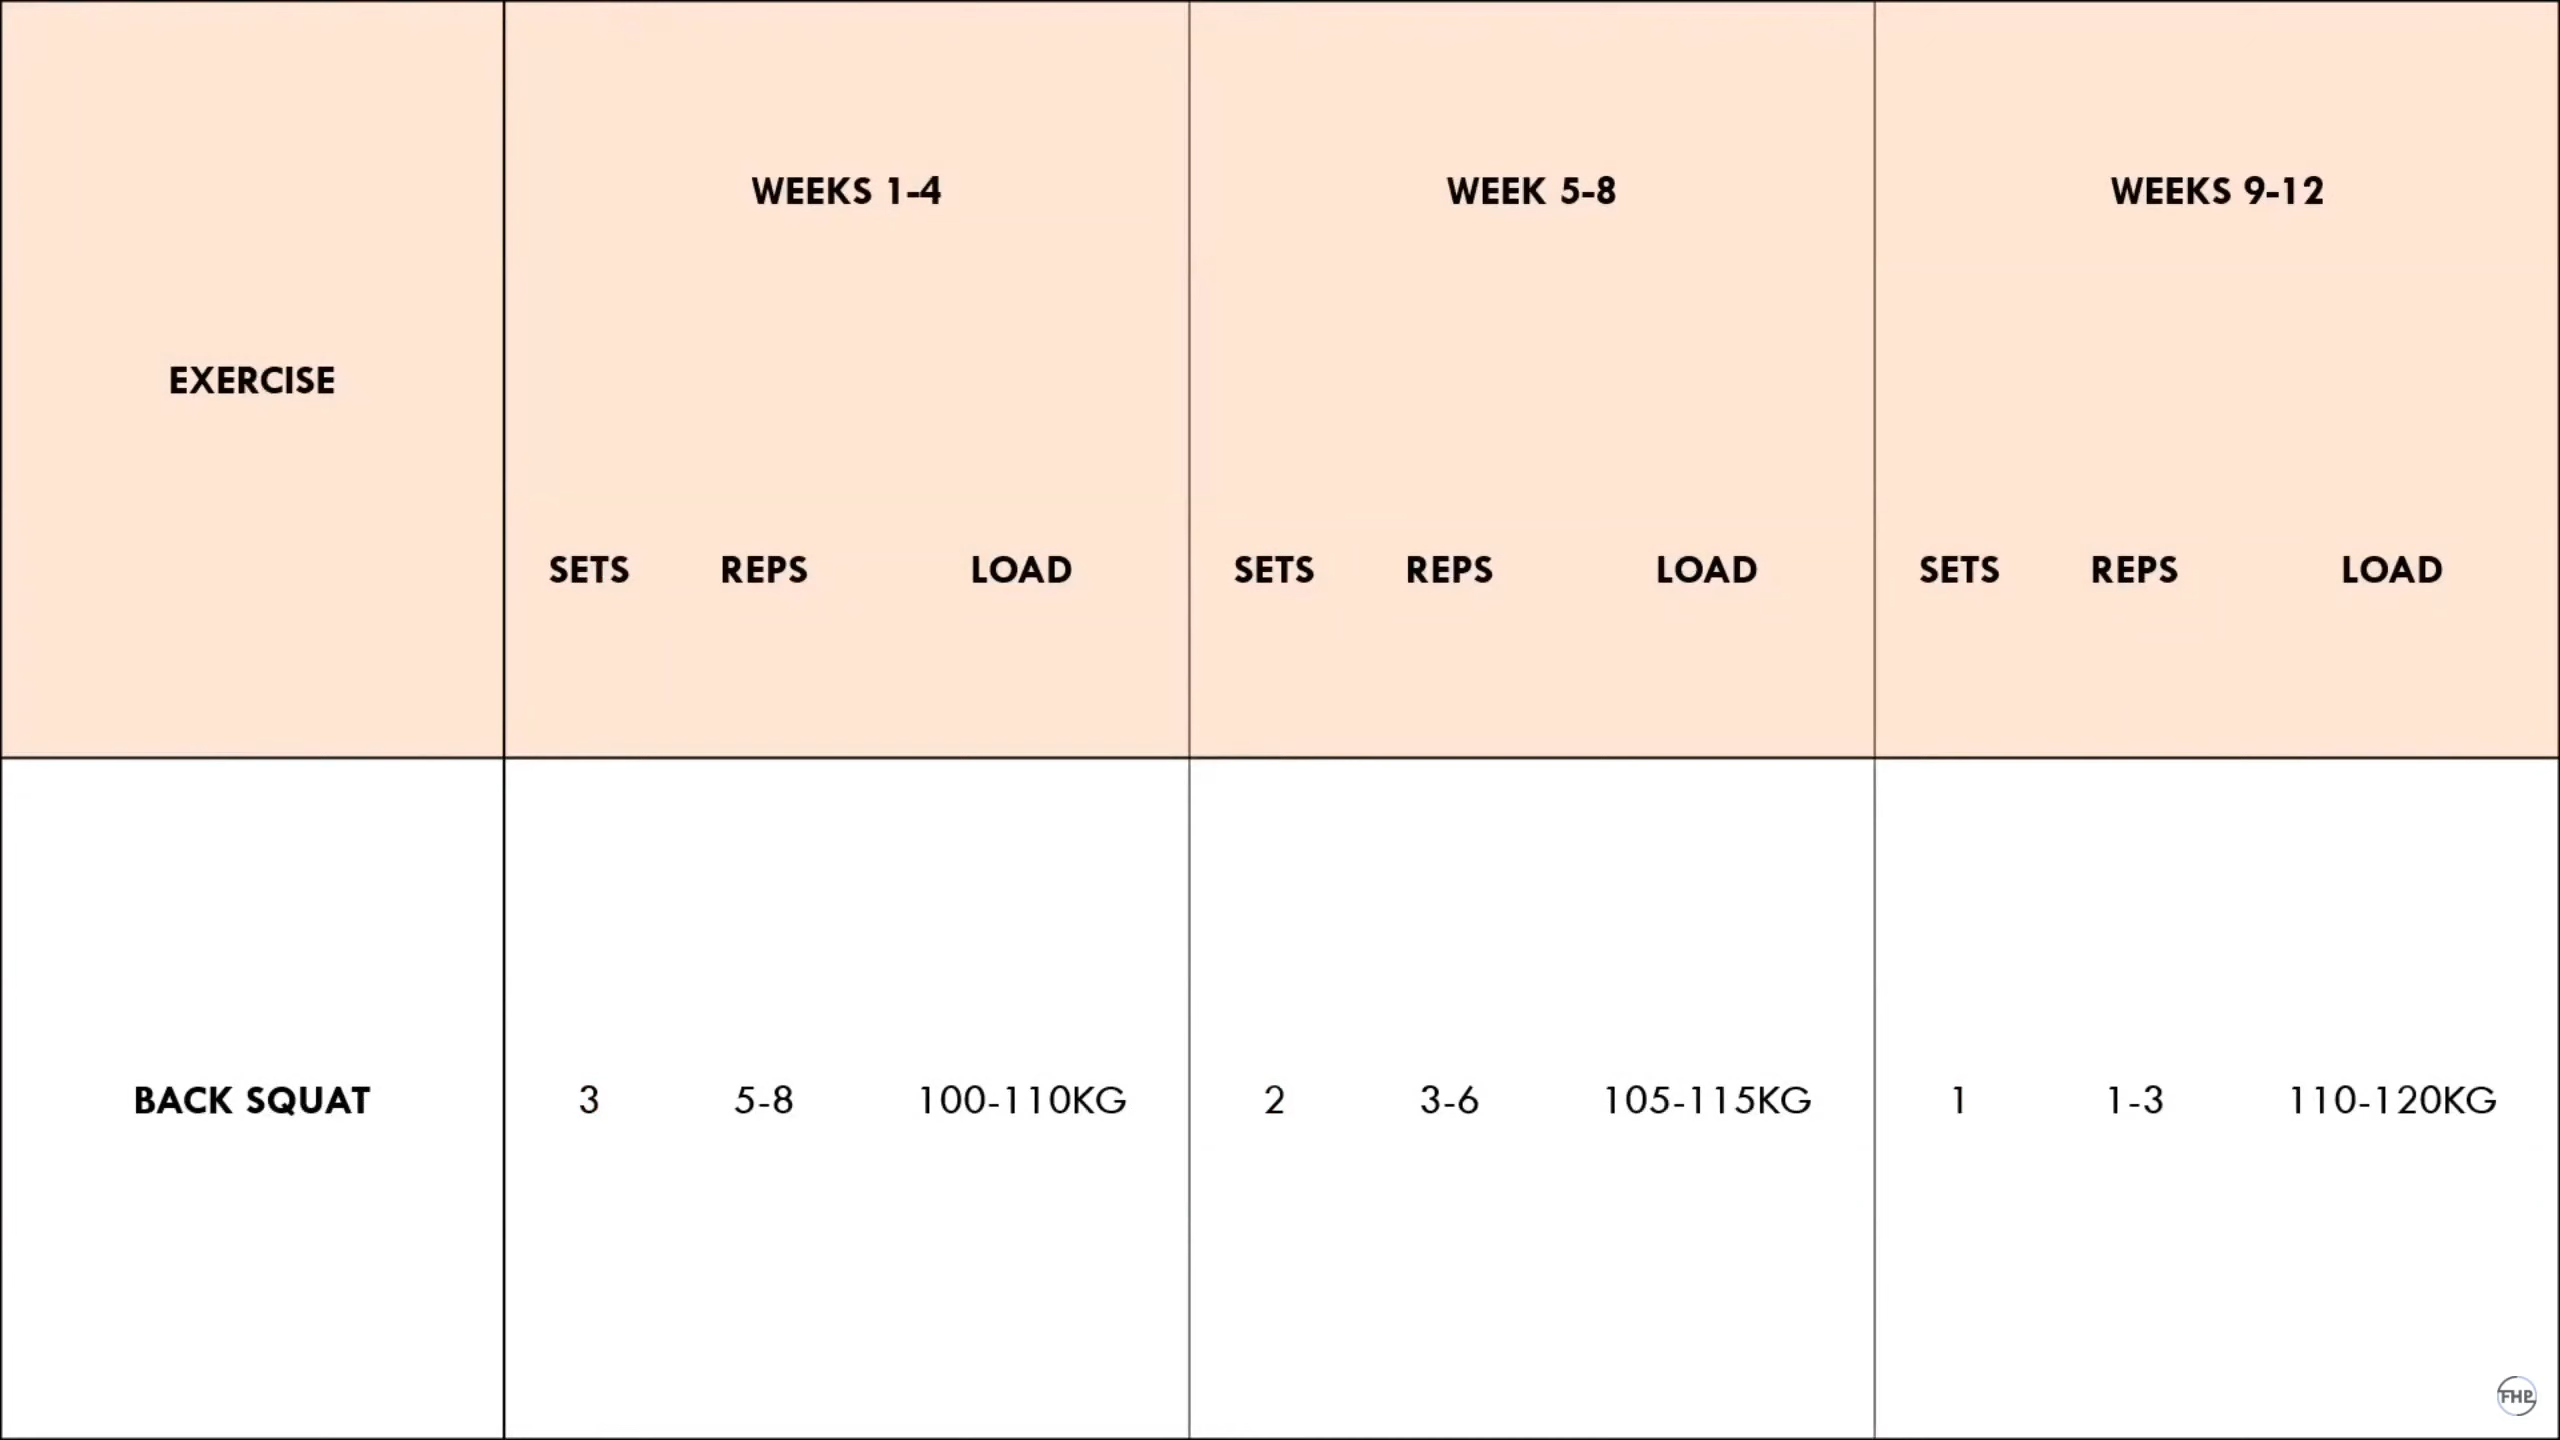 EXERCISE
WEEKS 1-4
WEEK 5-8
WEEKS 9-12
SETS REPS LOAD SETS REPS LOAD SETS REPS LOAD
BACK SQUAT 3 5-8 100-110KG 2 3-6 105-115KG 1 1-3 110-120KG
FHP